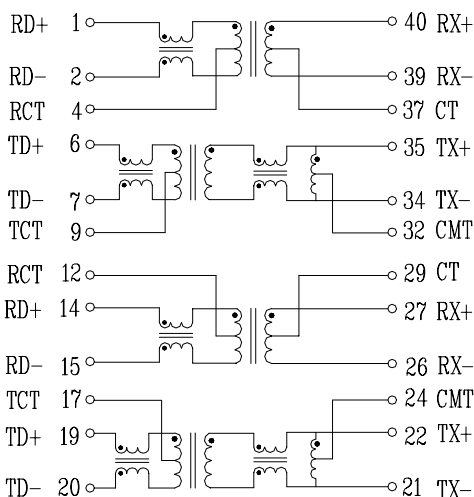 RD+ 1 40 RX+
RD- 2 39 RX-
RCT 4 37 CT
TD+ 6 35 TX+
TD- 7 34 TX-
TCT 9 32 CMT
RCT 12 29 CT
RD+ 14 27 RX+
RD- 15 26 RX-
TCT 17 24 CMT
TD+ 19 22 TX+
TD- 20 21 TX-